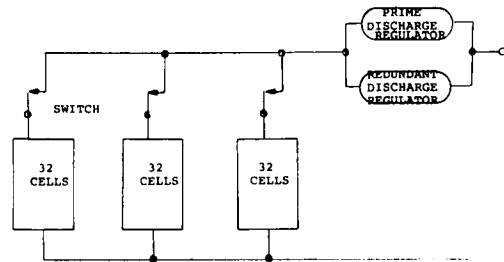 PRIME
DISCHARGE
REGULATOR
REDUNDANT
DISCHARGE
REGULATOR
SWITCH
32
CELLS
32
CELLS
32
CELLS